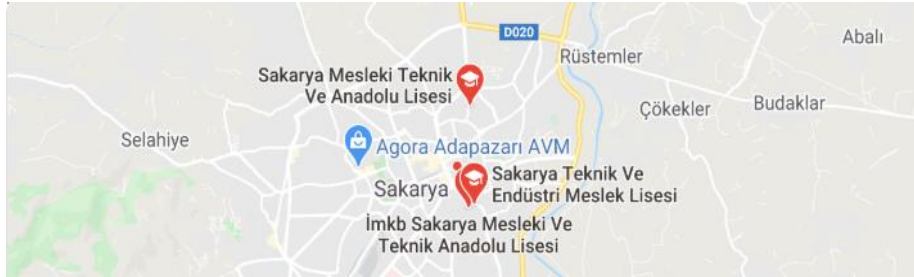 D020
Abalı
Rüstemler
Sakarya Mesleki Teknik
Ve Anadolu Lisesi
Çökekler
Budaklar
Selahiye
Agora Adapazarı AVM
Sakarya Teknik Ve
Endüstri Meslek Lisesi
Sakarya
İmkb Sakarya Mesleki Ve
Teknik Anadolu Lisesi